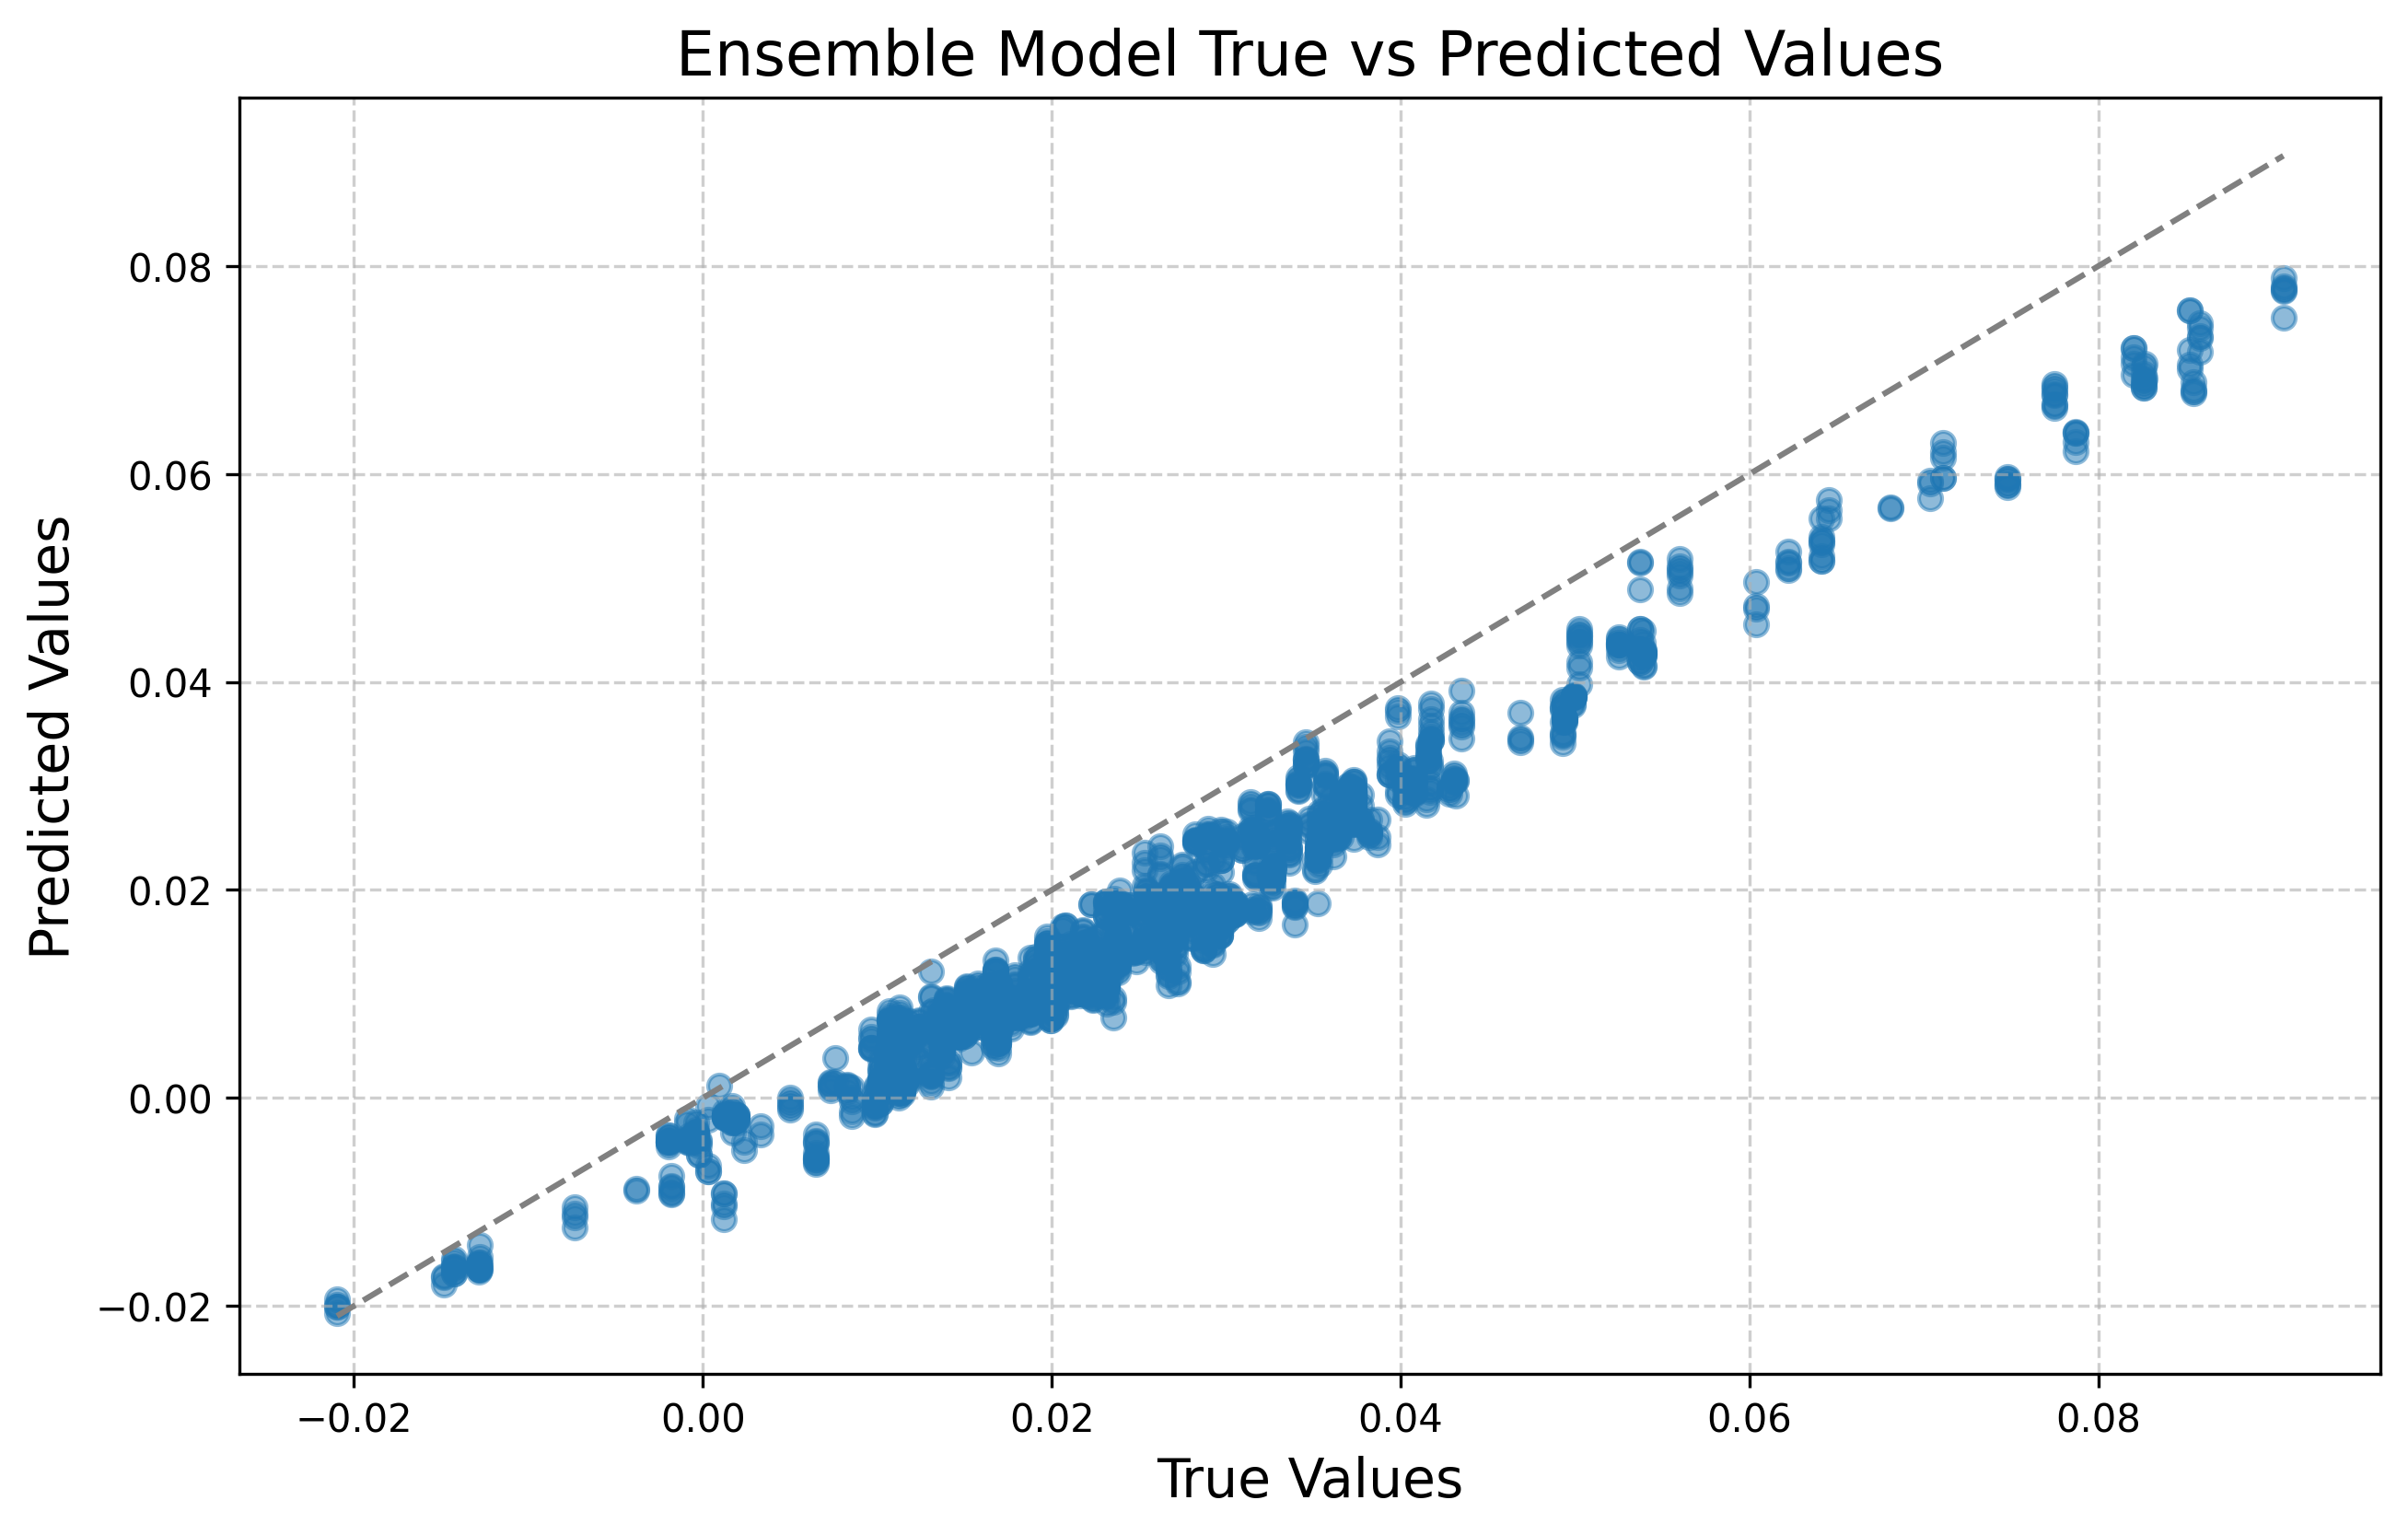 Ensemble Model True vs Predicted Values
Predicted Values
0.08
0.06
0.04
0.02
0.00
−0.02
−0.02 0.00 0.02 0.04 0.06 0.08
True Values